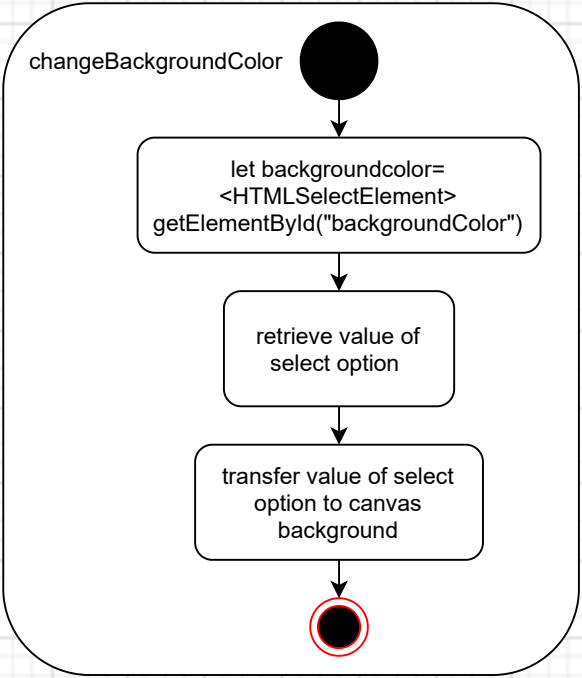 changeBackgroundColor
let backgroundcolor=
<HTMLSelectElement>
getElementById("backgroundColor")
retrieve value of
select option
transfer value of select
option to canvas
background